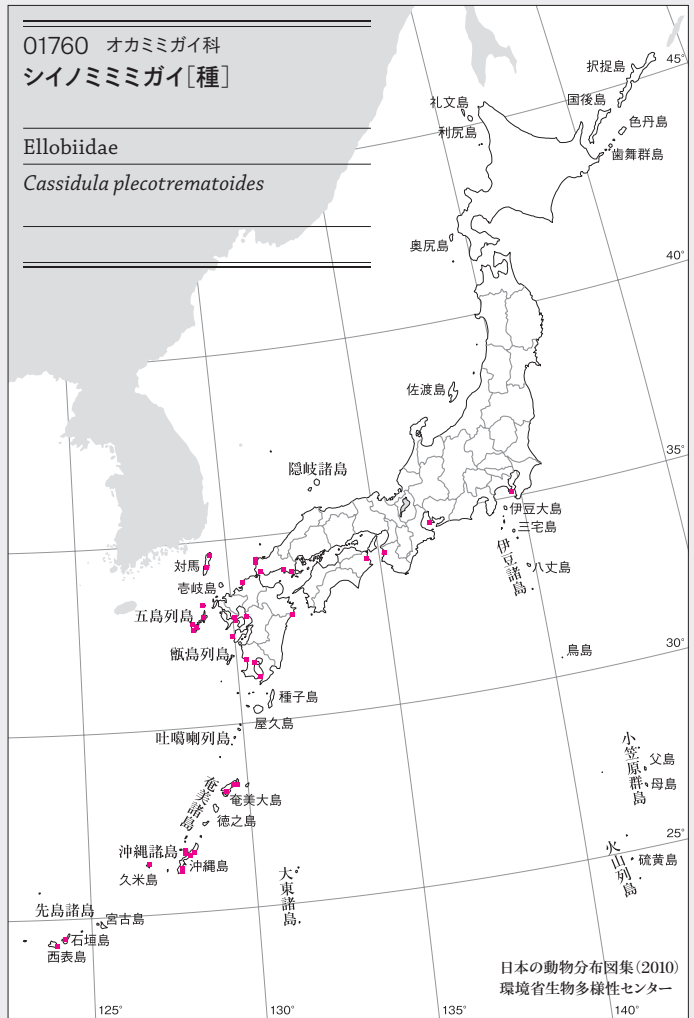 01760 オカミミガイ科
シイノミミミガイ[種]
Ellobiidae
Cassidula plecotrematoides
択捉島
45°
礼文島
国後島
利尻島
色丹島
歯舞群島
奥尻島
40°
佐渡島
35°
隠岐諸島
伊豆大島
三宅島
伊豆諸島
八丈島
対馬
壱岐島
五島列島
甑島列島
鳥島
30°
種子島
屋久島
吐噶喇列島
小笠原群島
父島
母島
奄美諸島
奄美大島
徳之島
25°
沖縄諸島
沖縄島
久米島
火山列島
硫黄島
大東諸島
先島諸島
宮古島
石垣島
西表島
日本の動物分布図集(2010)
環境省生物多様性センター
125°
130°
135°
140°